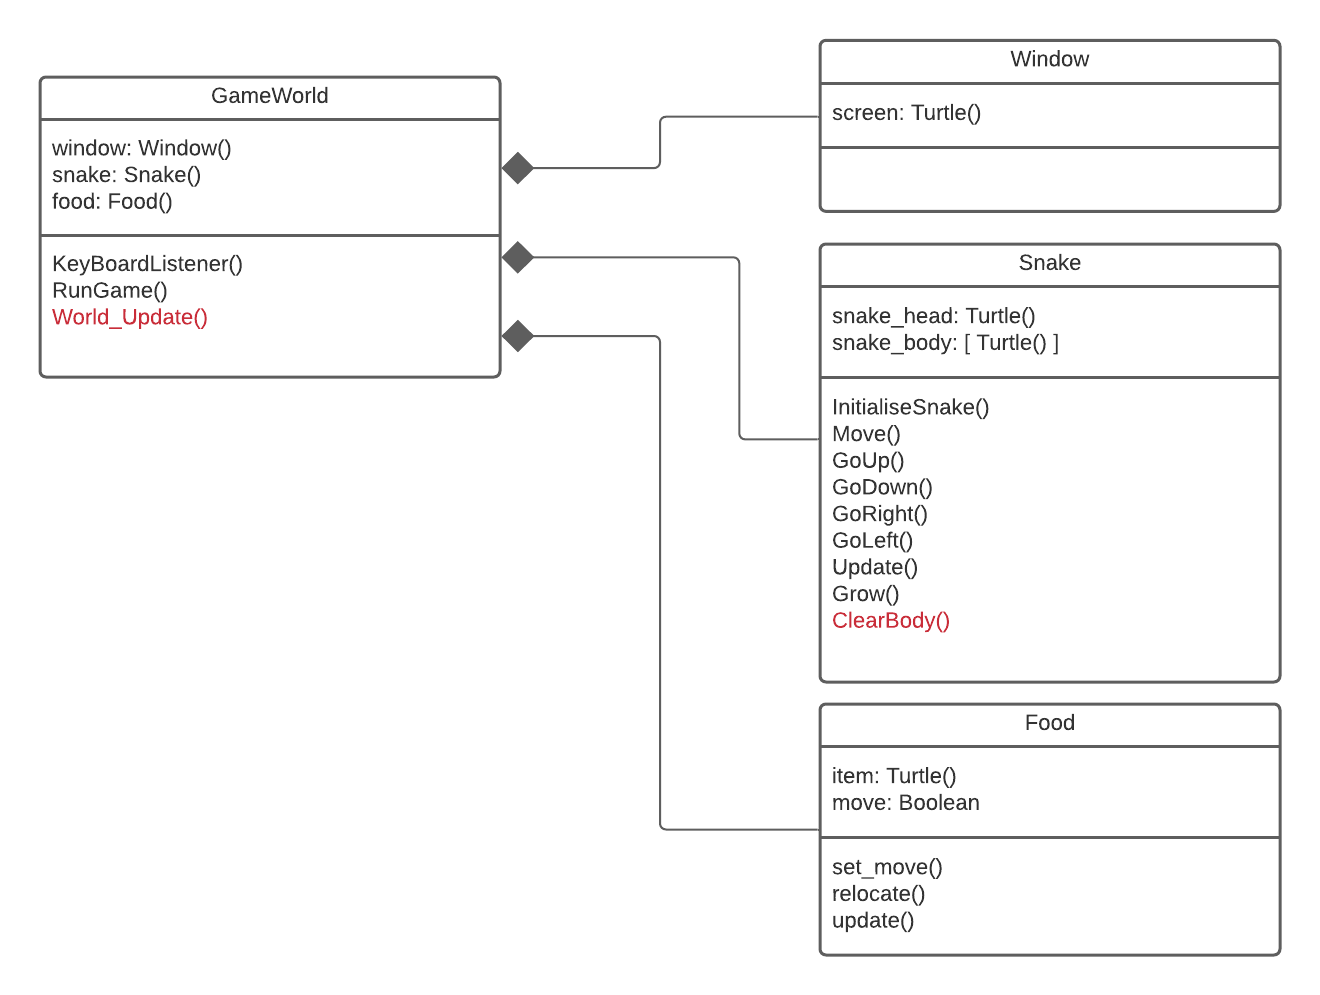 GameWorld
window: Window()
snake: Snake()
food: Food()
KeyBoardListener()
RunGame()
World_Update()
Window
screen: Turtle()
Snake
snake_head: Turtle()
snake_body: [ Turtle() ]
InitialiseSnake()
Move()
GoUp()
GoDown()
GoRight()
GoLeft()
Update()
Grow()
ClearBody()
Food
item: Turtle()
move: Boolean
set_move()
relocate()
update()